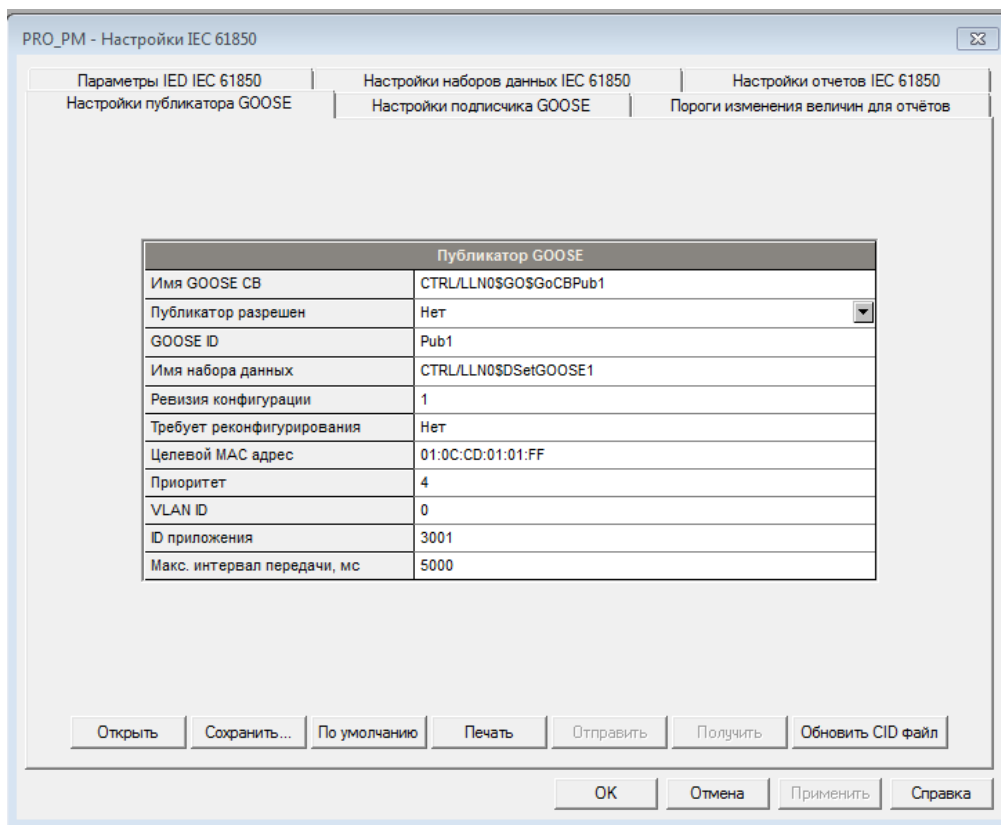 PRO_PM - Настройки IEC 61850
Параметры IED IEC 61850
Настройки наборов данных IEC 61850
Настройки отчетов IEC 61850
Настройки публикатора GOOSE
Настройки подписчика GOOSE
Пороги изменения величин для отчётов
Публикатор GOOSE
Имя GOOSE CB CTRL/LLN0$GO$GoCBPub1
Публикатор разрешен Нет
GOOSE ID Pub1
Имя набора данных CTRL/LLN0$DSetGOOSE1
Ревизия конфигурации 1
Требует реконфигурирования Нет
Целевой MAC адрес 01:0C:CD:01:01:FF
Приоритет 4
VLAN ID 0
ID приложения 3001
Макс. интервал передачи, мс 5000
Открыть Сохранить... По умолчанию Печать Отправить Получить Обновить CID файл
OK Отмена Применить Справка